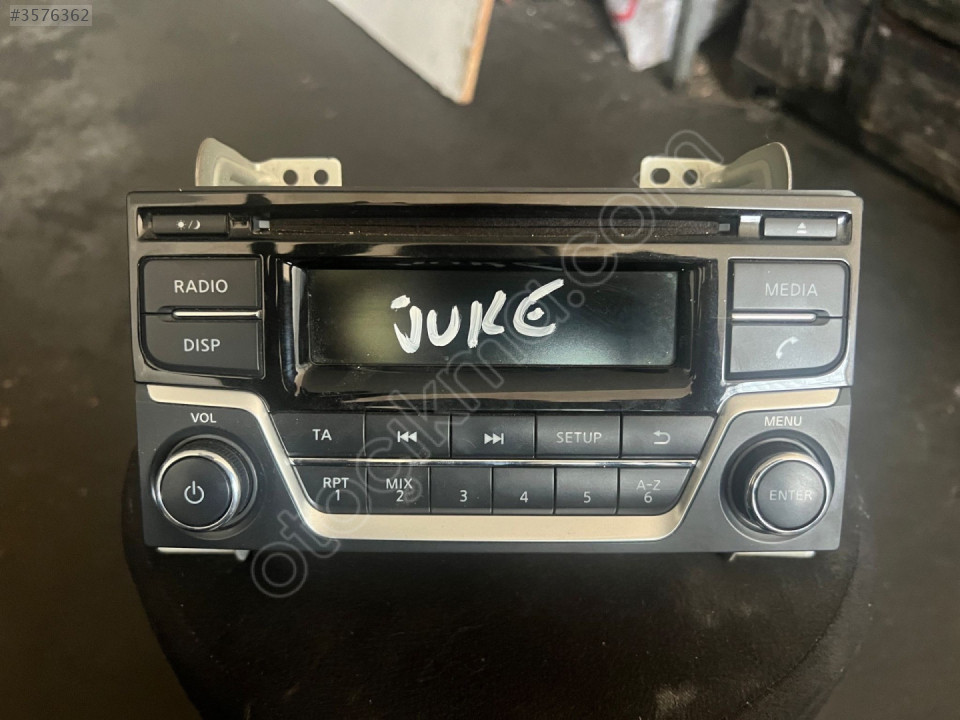 #3576362
RADIO
MEDIA
DISP
JUKE
VOL
MENU
TA
SETUP
RPT
1
MIX
2
3
4
5
A-Z
6
ENTER
otocikma.com